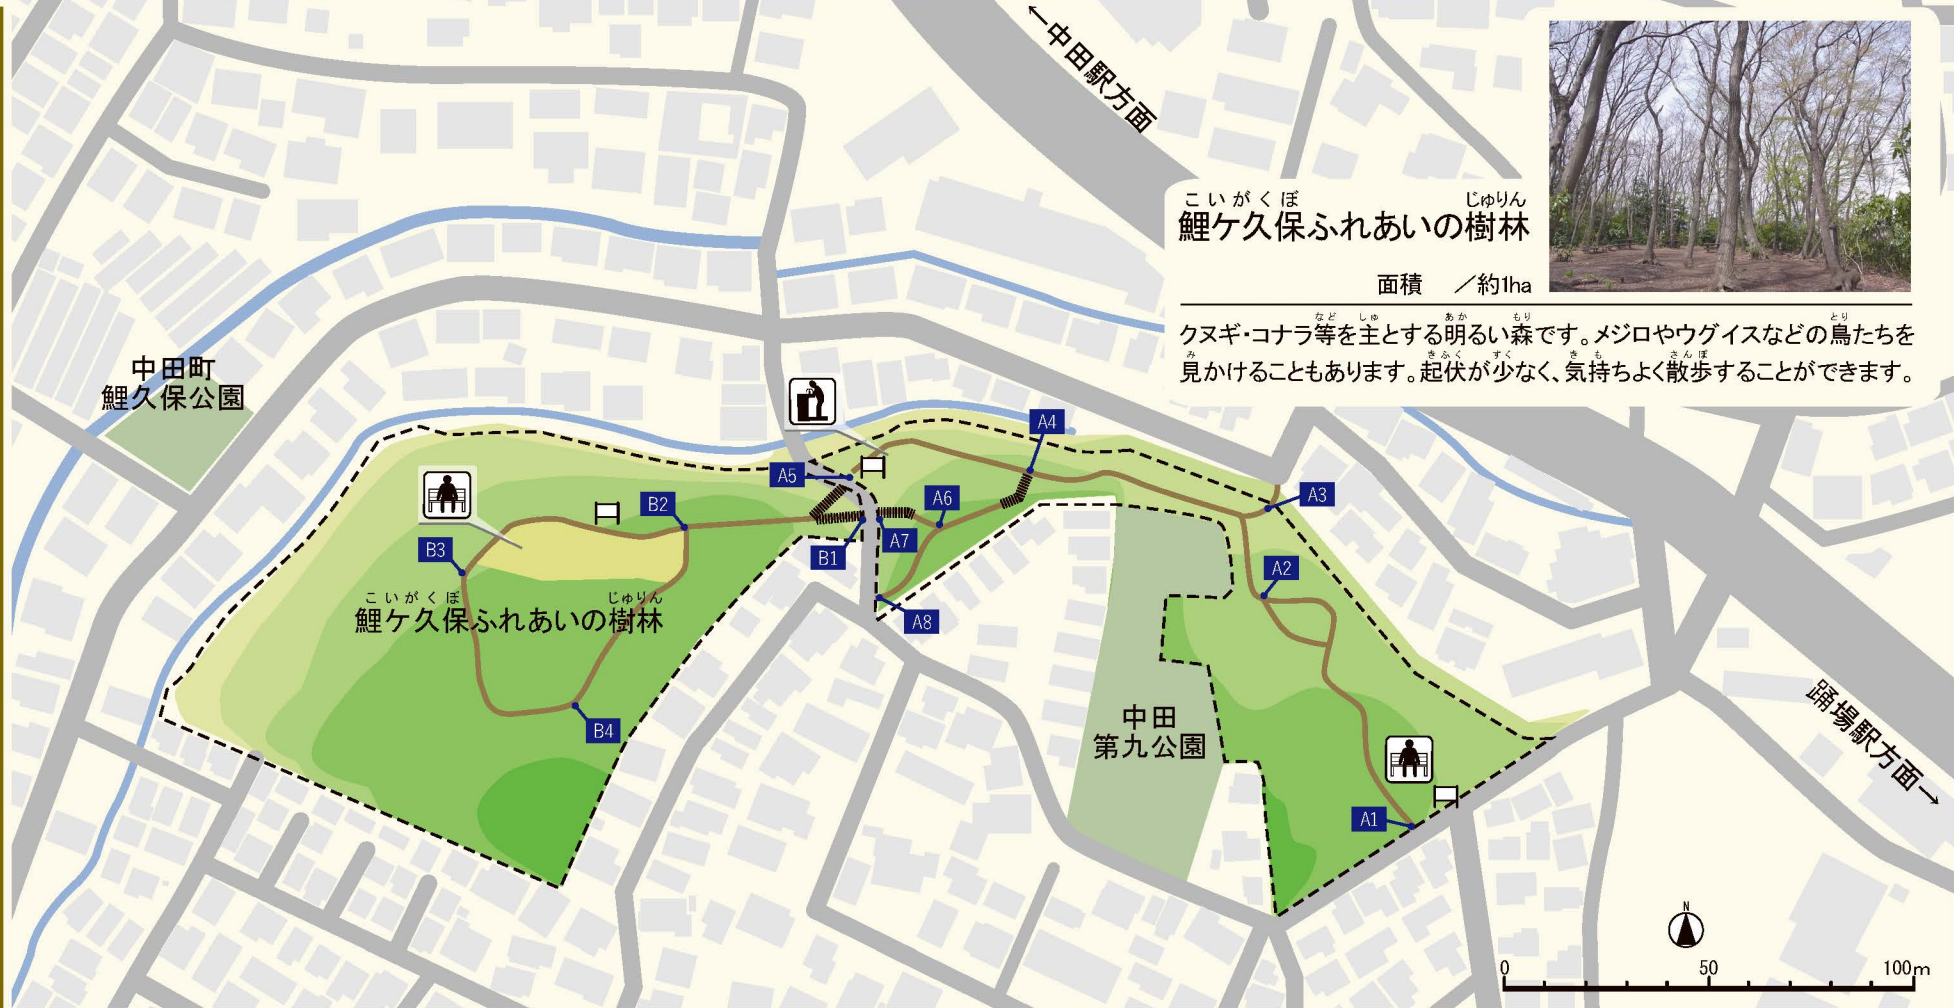 ←中田駅方面
こいがくぼ じゅりん
鯉ケ久保ふれあいの樹林
面積 ／約1ha
など しゅ あか もり とり
クヌギ・コナラ等を主とする明るい森です。メジロやウグイスなどの鳥たちを
み きふく すく きも さんぽ
見かけることもあります。起伏が少なく、気持ちよく散歩することができます。
中田町
鯉久保公園
A4
A5
A3
B2
A6
A7
B1
B3
A2
こいがくぼ じゅりん
鯉ケ久保ふれあいの樹林
A8
B4
中田
第九公園
踊場駅方面→
A1
N
0 50 100m